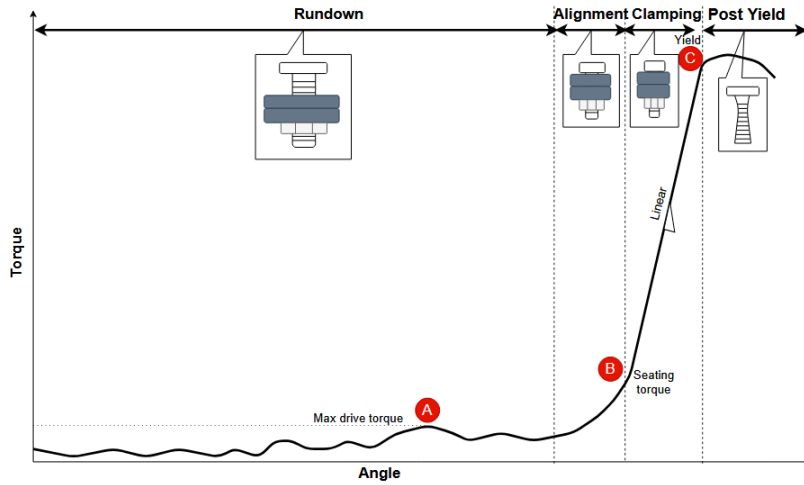 Rundown
Alignment
Clamping
Post Yield
Yield
C
Linear
Torque
B
Seating
torque
A
Max drive torque
Angle